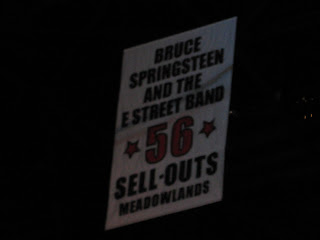 BRUCE
SPRINGSTEEN
AND THE
E STREET BAND
56
SELL-OUTS
MEADOWLANDS